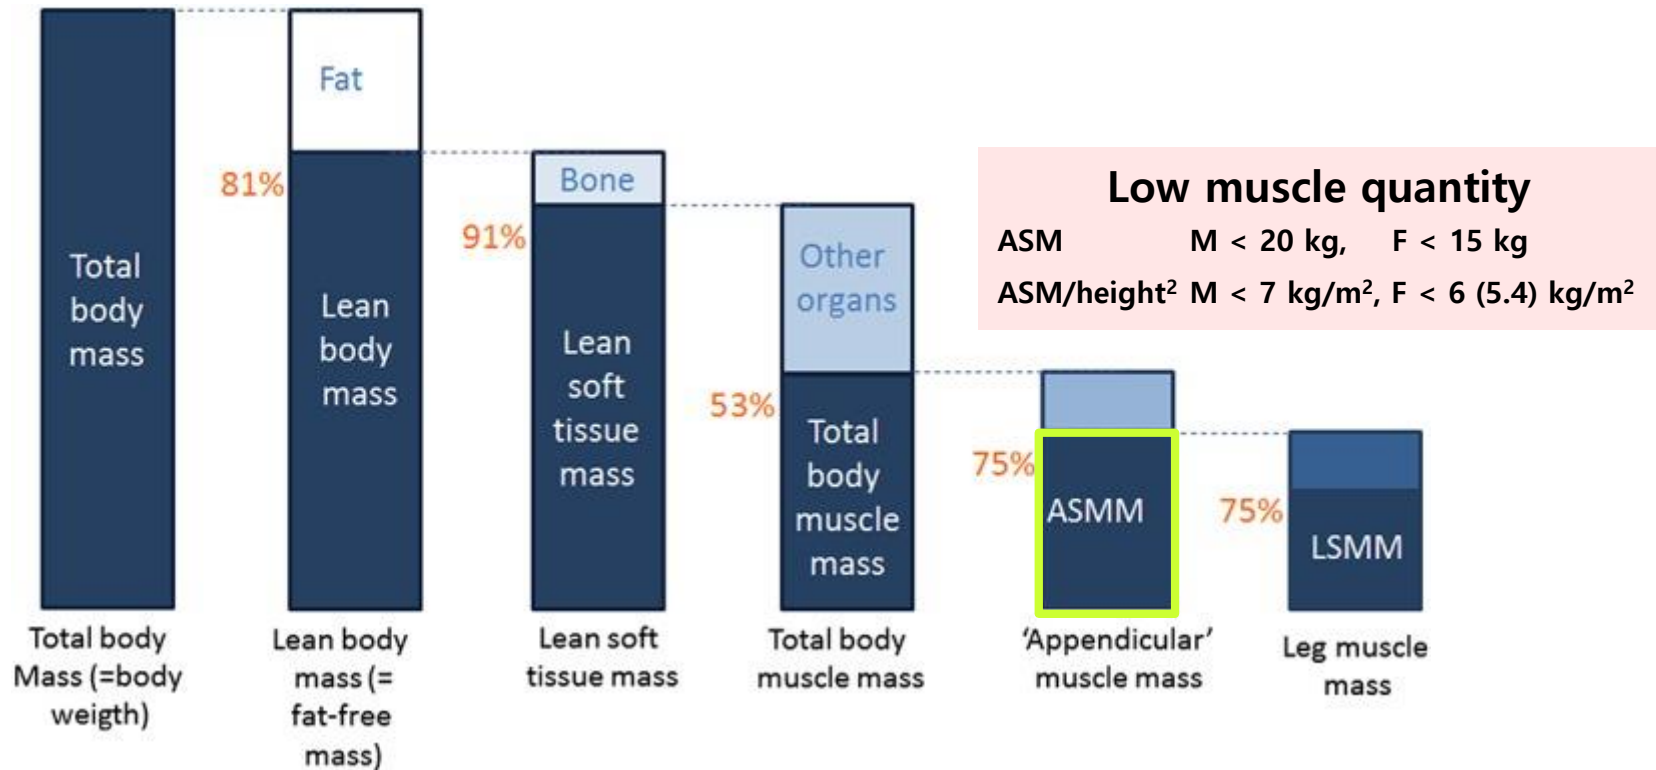 Total
body
mass
Fat
81%
Lean
body
mass
Bone
91%
Lean
soft
tissue
mass
Other
organs
53%
Total
body
muscle
mass
Low muscle quantity
ASM M < 20 kg, F < 15 kg
ASM/height² M < 7 kg/m², F < 6 (5.4) kg/m²
75%
ASMM
75%
LSMM
Total body
Mass (=body
weigth)
Lean body
mass (=
fat-free
mass)
Lean soft
tissue mass
Total body
muscle mass
‘Appendicular’
muscle mass
Leg muscle
mass